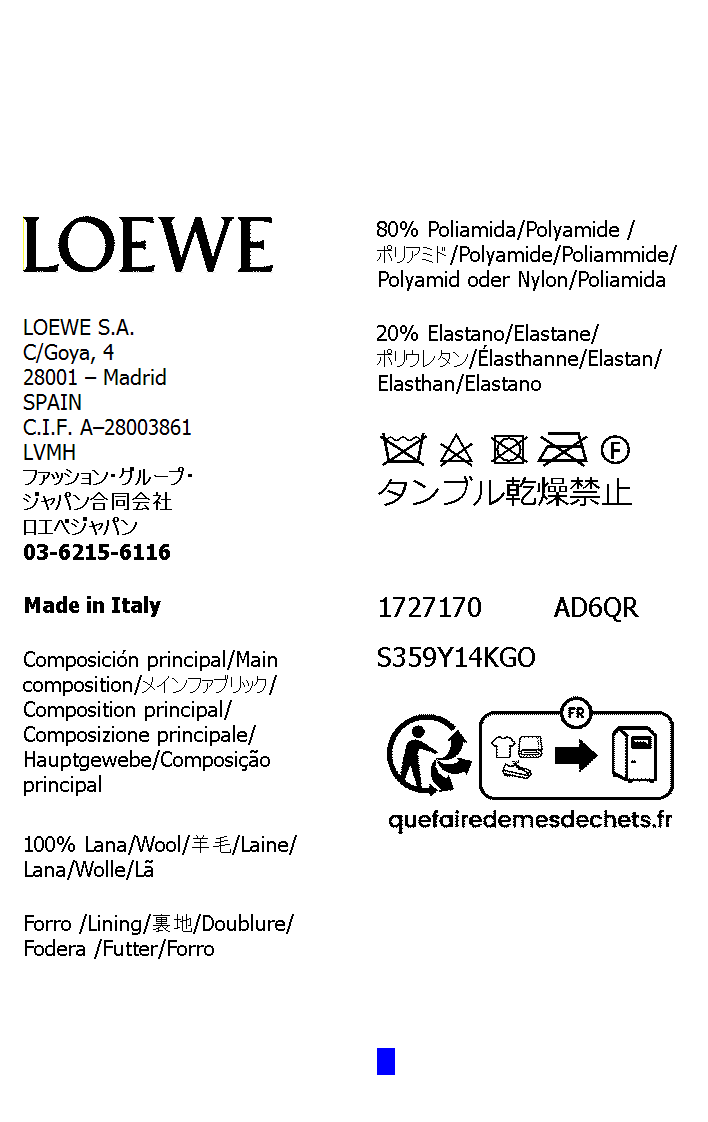 LOEWE
LOEWE S.A.
C/Goya, 4
28001 – Madrid
SPAIN
C.I.F. A–28003861
LVMH
ファッション・グループ・
ジャパン合同会社
ロエベジャパン
03-6215-6116
Made in Italy
Composición principal/Main
composition/メインファブリック/
Composition principal/
Composizione principale/
Hauptgewebe/Composição
principal
100% Lana/Wool/羊毛/Laine/
Lana/Wolle/Lã
Forro /Lining/裏地/Doublure/
Fodera /Futter/Forro
80% Poliamida/Polyamide /
ポリアミド/Polyamide/Poliammide/
Polyamid oder Nylon/Poliamida
20% Elastano/Elastane/
ポリウレタン/Élasthanne/Elastan/
Elasthan/Elastano
F
タンブル乾燥禁止
1727170 AD6QR
S359Y14KGO
FR
quefairedemesdechets.fr